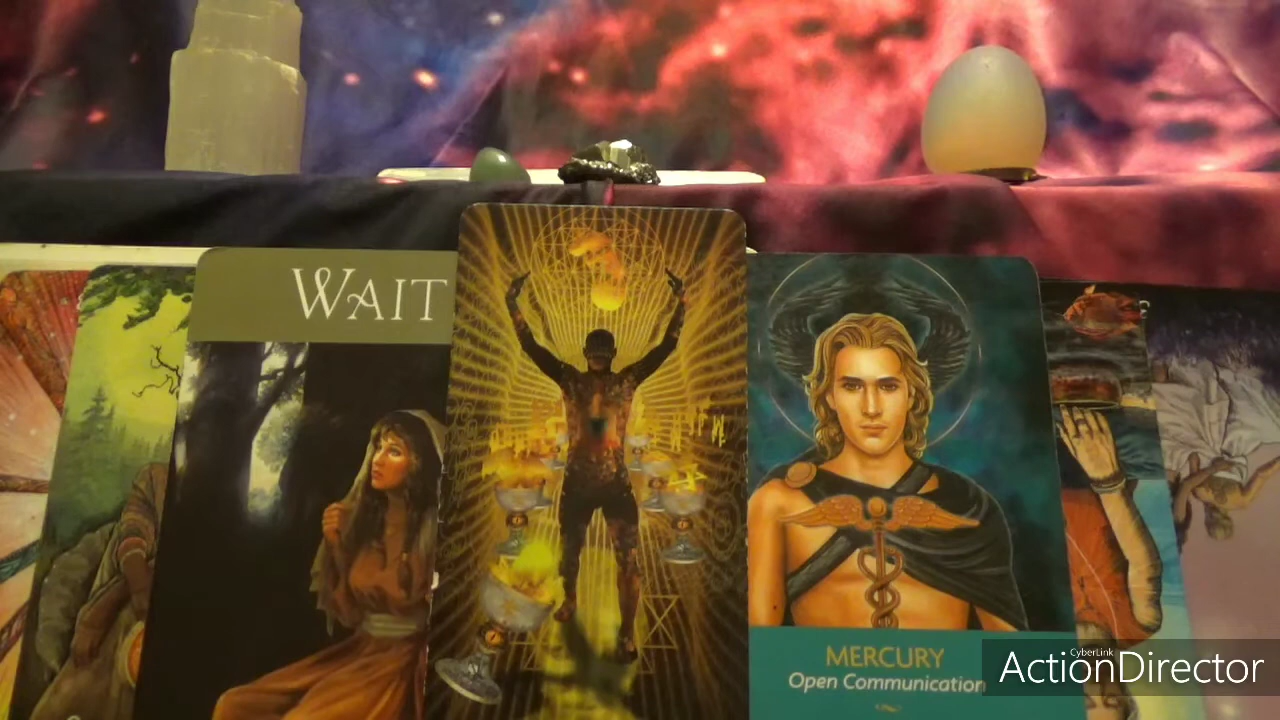 WAIT
MERCURY
Open Communication
CyberLink
ActionDirector